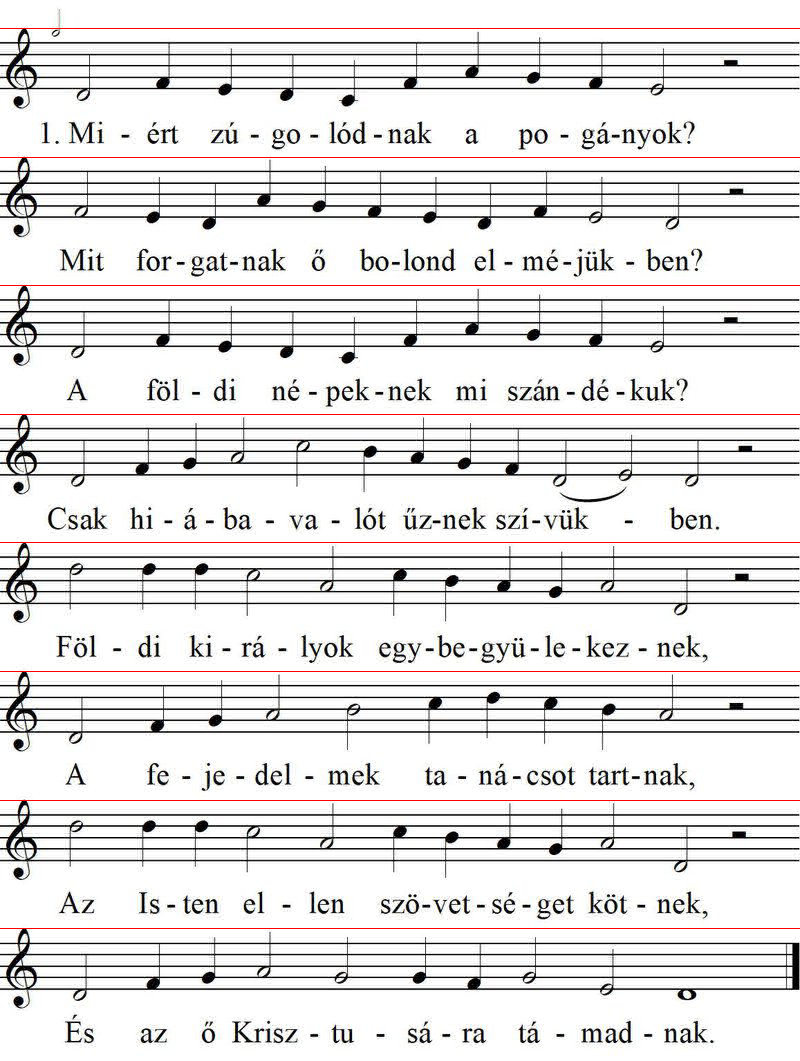 1. Mi - ért zú - go - lód - nak a po - gá - nyok?
Mit for - gat - nak ő bo - lond el - mé - jük - ben?
A föl - di né - pek - nek mi szán - dé - kuk?
Csak hi - á - ba - va - lót űz - nek szí - vük - ben.
Föl - di ki - rá - lyok egy - be - gyü - le - kez - nek,
A fe - je - del - mek ta - ná - csot tart - nak,
Az Is - ten el - len szö - vet - sé - get köt - nek,
És az ő Krisz - tu - sá - ra tá - mad - nak.